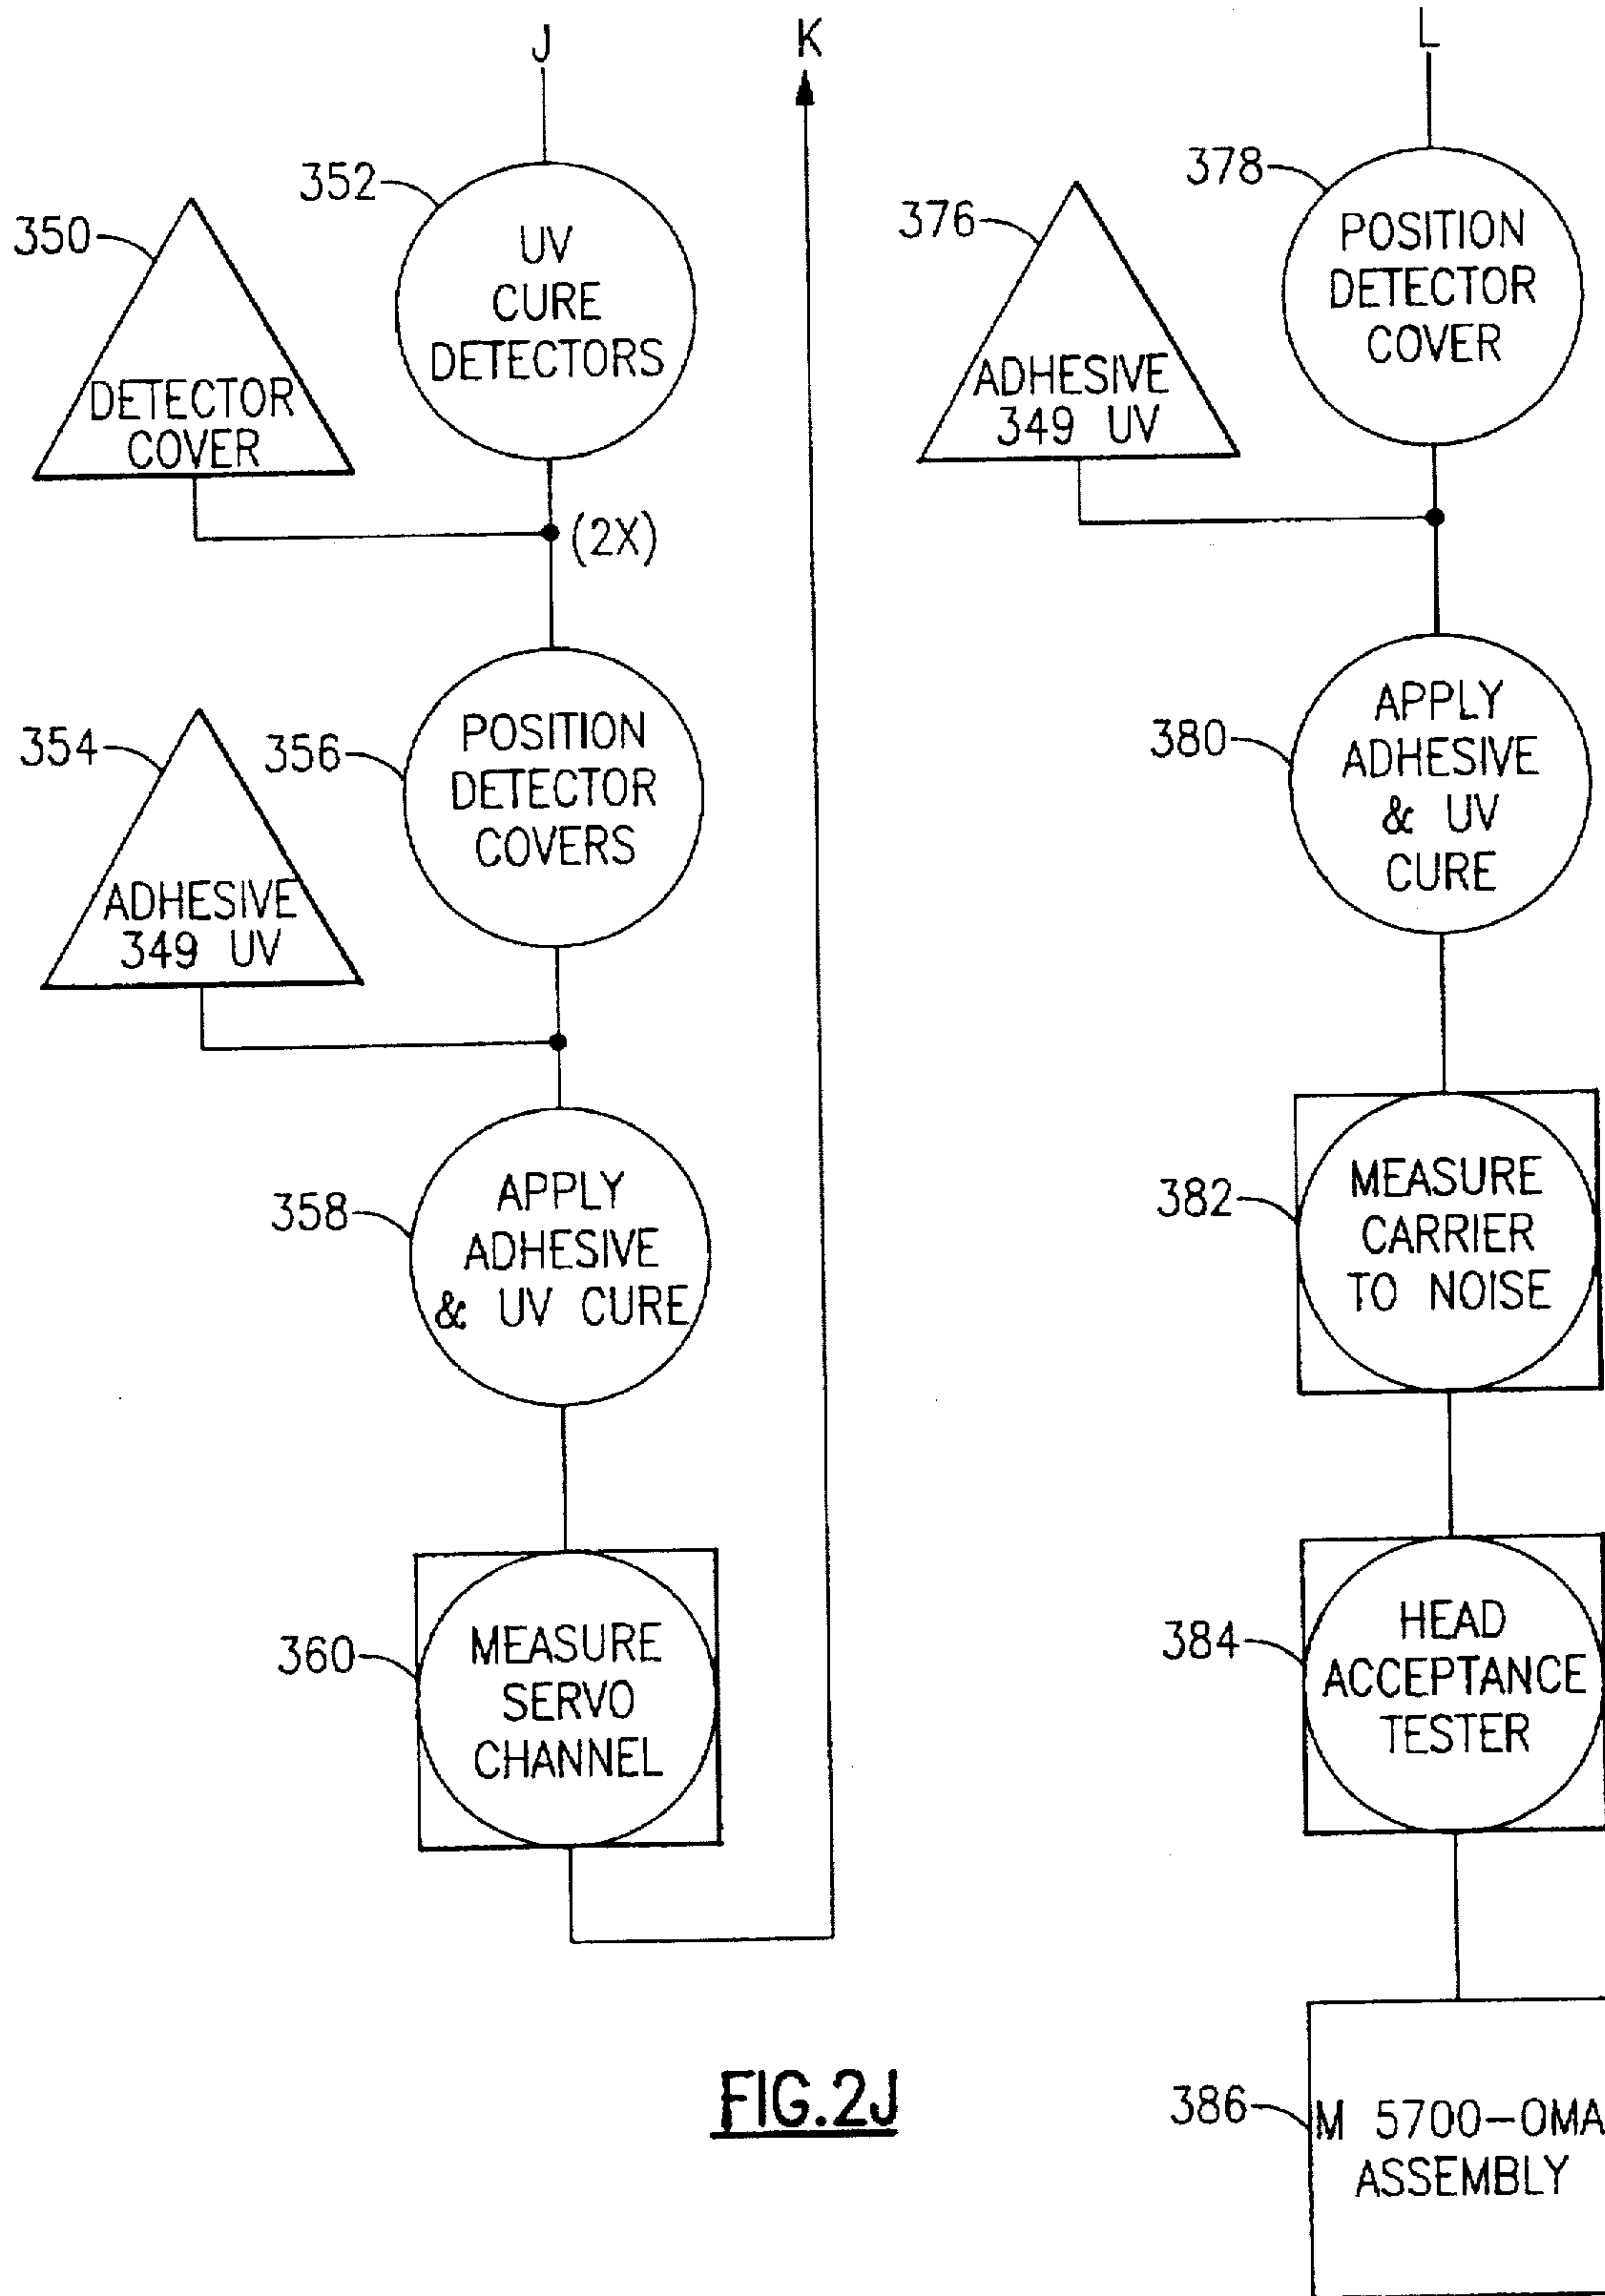 J
K
L
352
UV
CURE
DETECTORS
350
DETECTOR
COVER
(2X)
354
ADHESIVE
349 UV
356
POSITION
DETECTOR
COVERS
358
APPLY
ADHESIVE
& UV CURE
360
MEASURE
SERVO
CHANNEL
378
POSITION
DETECTOR
COVER
376
ADHESIVE
349 UV
380
APPLY
ADHESIVE
& UV
CURE
382
MEASURE
CARRIER
TO NOISE
384
HEAD
ACCEPTANCE
TESTER
386
M 5700-OMA
ASSEMBLY
FIG.2J